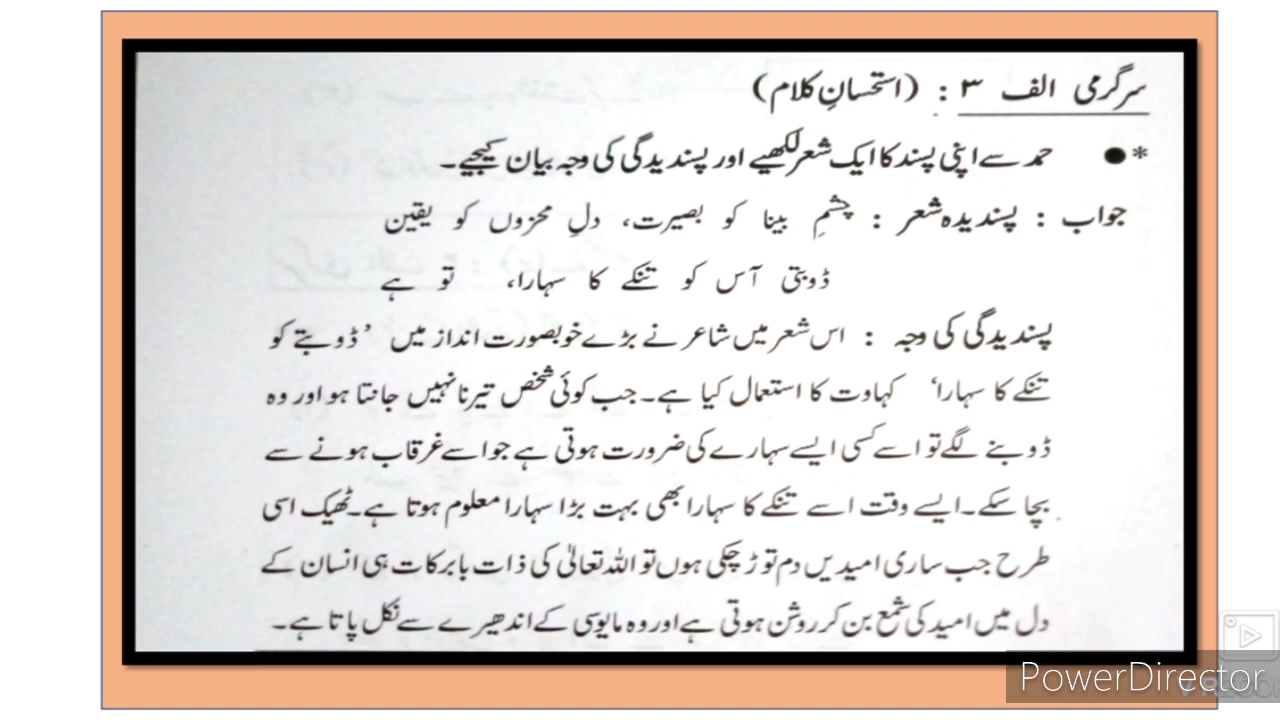 سرگرمی الف ۳ : (استحسانِ کلام)
* ● حمد سے اپنی پسند کا ایک شعر لکھیے اور پسندیدگی کی وجہ بیان کیجیے۔
جواب : پسندیدہ شعر : چشمِ بینا کو بصیرت، دلِ محزوں کو یقین
ڈوبتی آس کو تنکے کا سہارا، تو ہے
پسندیدگی کی وجہ : اس شعر میں شاعر نے بڑے خوبصورت انداز میں ’ڈوبتے کو
تنکے کا سہارا‘ کہاوت کا استعمال کیا ہے۔ جب کوئی شخص تیرنا نہیں جانتا ہو اور وہ
ڈوبنے لگے تو اسے کسی ایسے سہارے کی ضرورت ہوتی ہے جو اسے غرقاب ہونے سے
بچا سکے۔ ایسے وقت اسے تنکے کا سہارا بھی بہت بڑا سہارا معلوم ہوتا ہے۔ ٹھیک اسی
طرح جب ساری امیدیں دم توڑ چکی ہوں تو اللہ تعالیٰ کی ذات بابرکات ہی انسان کے
دل میں امید کی شمع بن کر روشن ہوتی ہے اور وہ مایوسی کے اندھیرے سے نکل پاتا ہے۔
PowerDirector